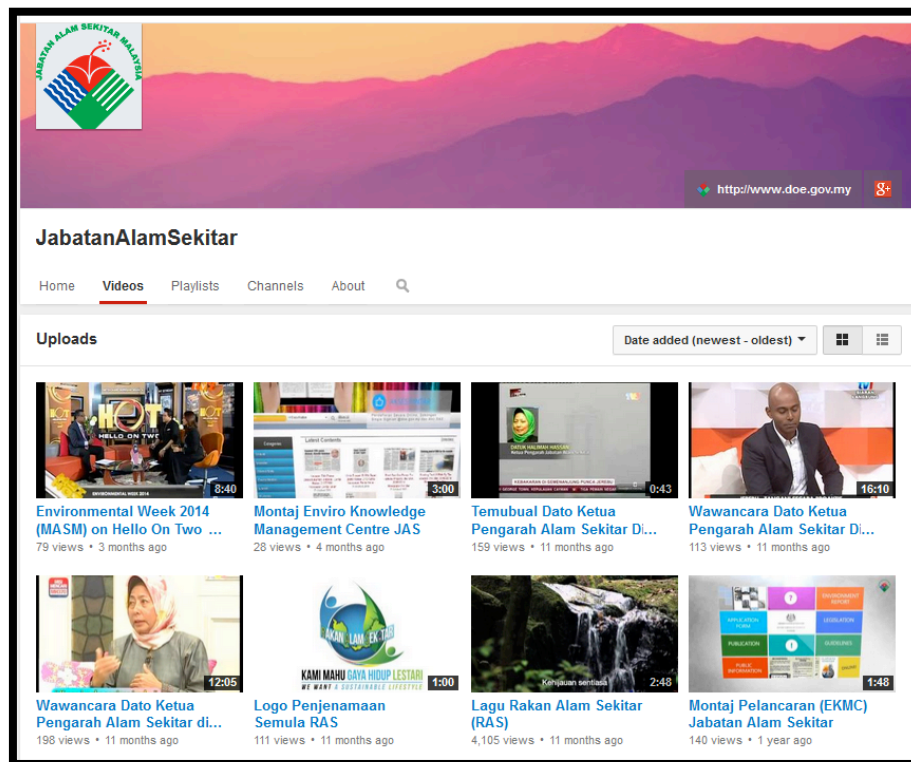 JABATAN ALAM SEKITAR MALAYSIA
http://www.doe.gov.my
g+
JabatanAlamSekitar
Home Videos Playlists Channels About
Uploads
Date added (newest - oldest)
HOT
HELLO ON TWO
ENVIRONMENTAL WEEK 2014
8:40
Latest Contents
3:00
DATUK HALIMAH HASSAN
0:43
tv1
16:10
Environmental Week 2014
(MASM) on Hello On Two ...
79 views • 3 months ago
Montaj Enviro Knowledge
Management Centre JAS
28 views • 4 months ago
Temubual Dato Ketua
Pengarah Alam Sekitar Di...
159 views • 11 months ago
Wawancara Dato Ketua
Pengarah Alam Sekitar Di...
113 views • 11 months ago
12:05
KAMI MAHU GAYA HIDUP LESTARI
WE WANT A SUSTAINABLE LIFESTYLE
1:00
Kehijauan sentiasa
2:48
ENVIRONMENT
REPORT
APPLICATION
FORM
LEGISLATION
PUBLICATION
GUIDELINES
PUBLIC
INFORMATION
1:48
Wawancara Dato Ketua
Pengarah Alam Sekitar di...
198 views • 11 months ago
Logo Penjenamaan
Semula RAS
111 views • 11 months ago
Lagu Rakan Alam Sekitar
(RAS)
4,105 views • 11 months ago
Montaj Pelancaran (EKMC)
Jabatan Alam Sekitar
140 views • 1 year ago